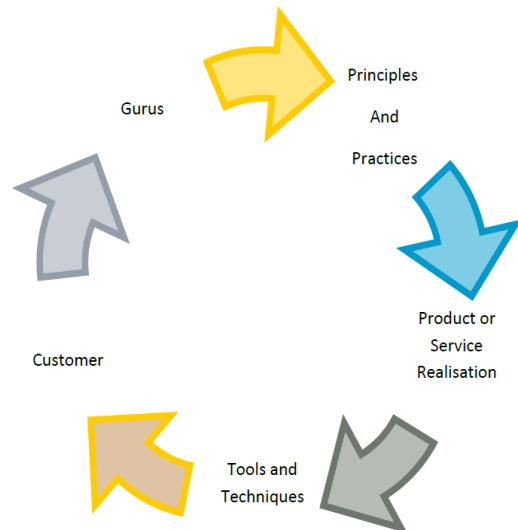 Gurus
Principles
And
Practices
Product or
Service
Realisation
Tools and
Techniques
Customer